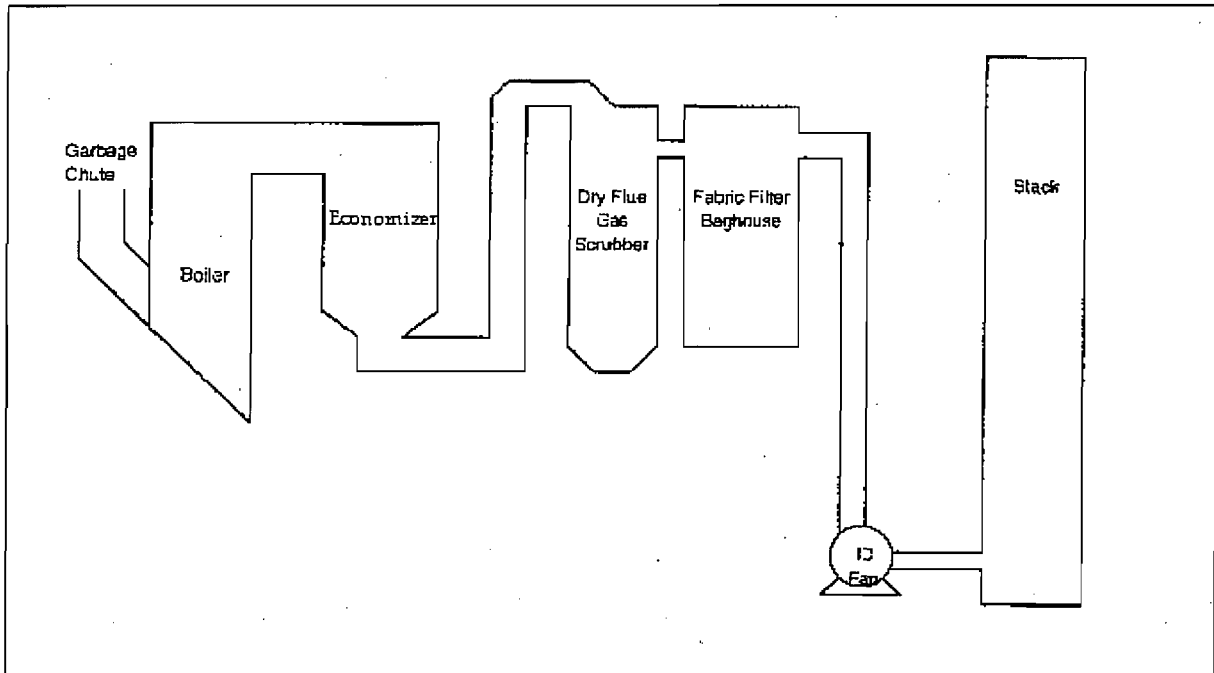 Garbage
Chute
Boiler
Economizer
Dry Flue
Gas
Scrubber
Fabric Filter
Baghouse
ID
Fan
Stack